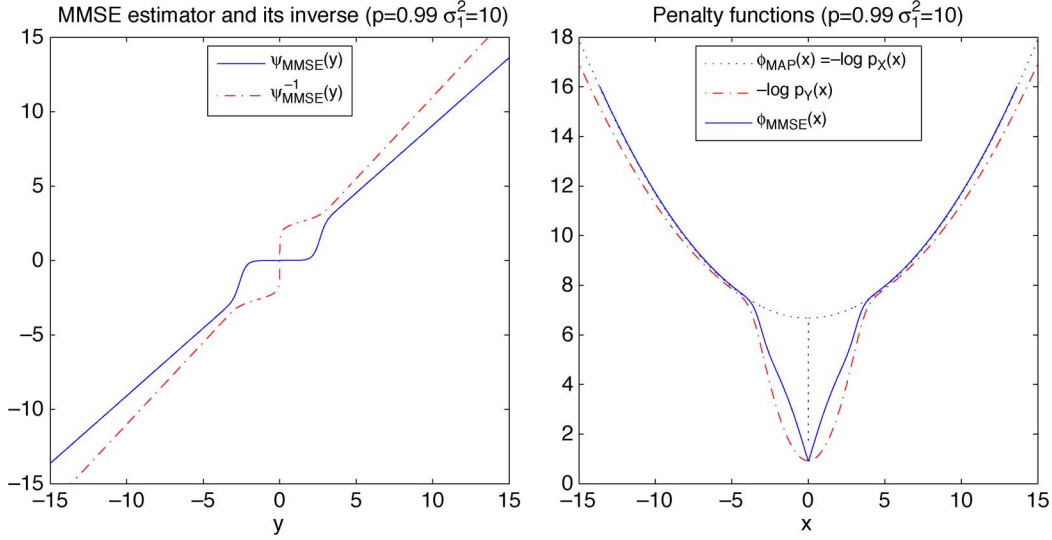 MMSE estimator and its inverse (p=0.99 σ₁²=10)
ψMMSE(y)
ψ⁻¹MMSE(y)
15
10
5
0
−5
−10
−15
−15 −10 −5 0 5 10 15
y
Penalty functions (p=0.99 σ₁²=10)
ϕMAP(x) =−log pX(x)
−log pY(x)
ϕMMSE(x)
18
16
14
12
10
8
6
4
2
0
−15 −10 −5 0 5 10 15
x